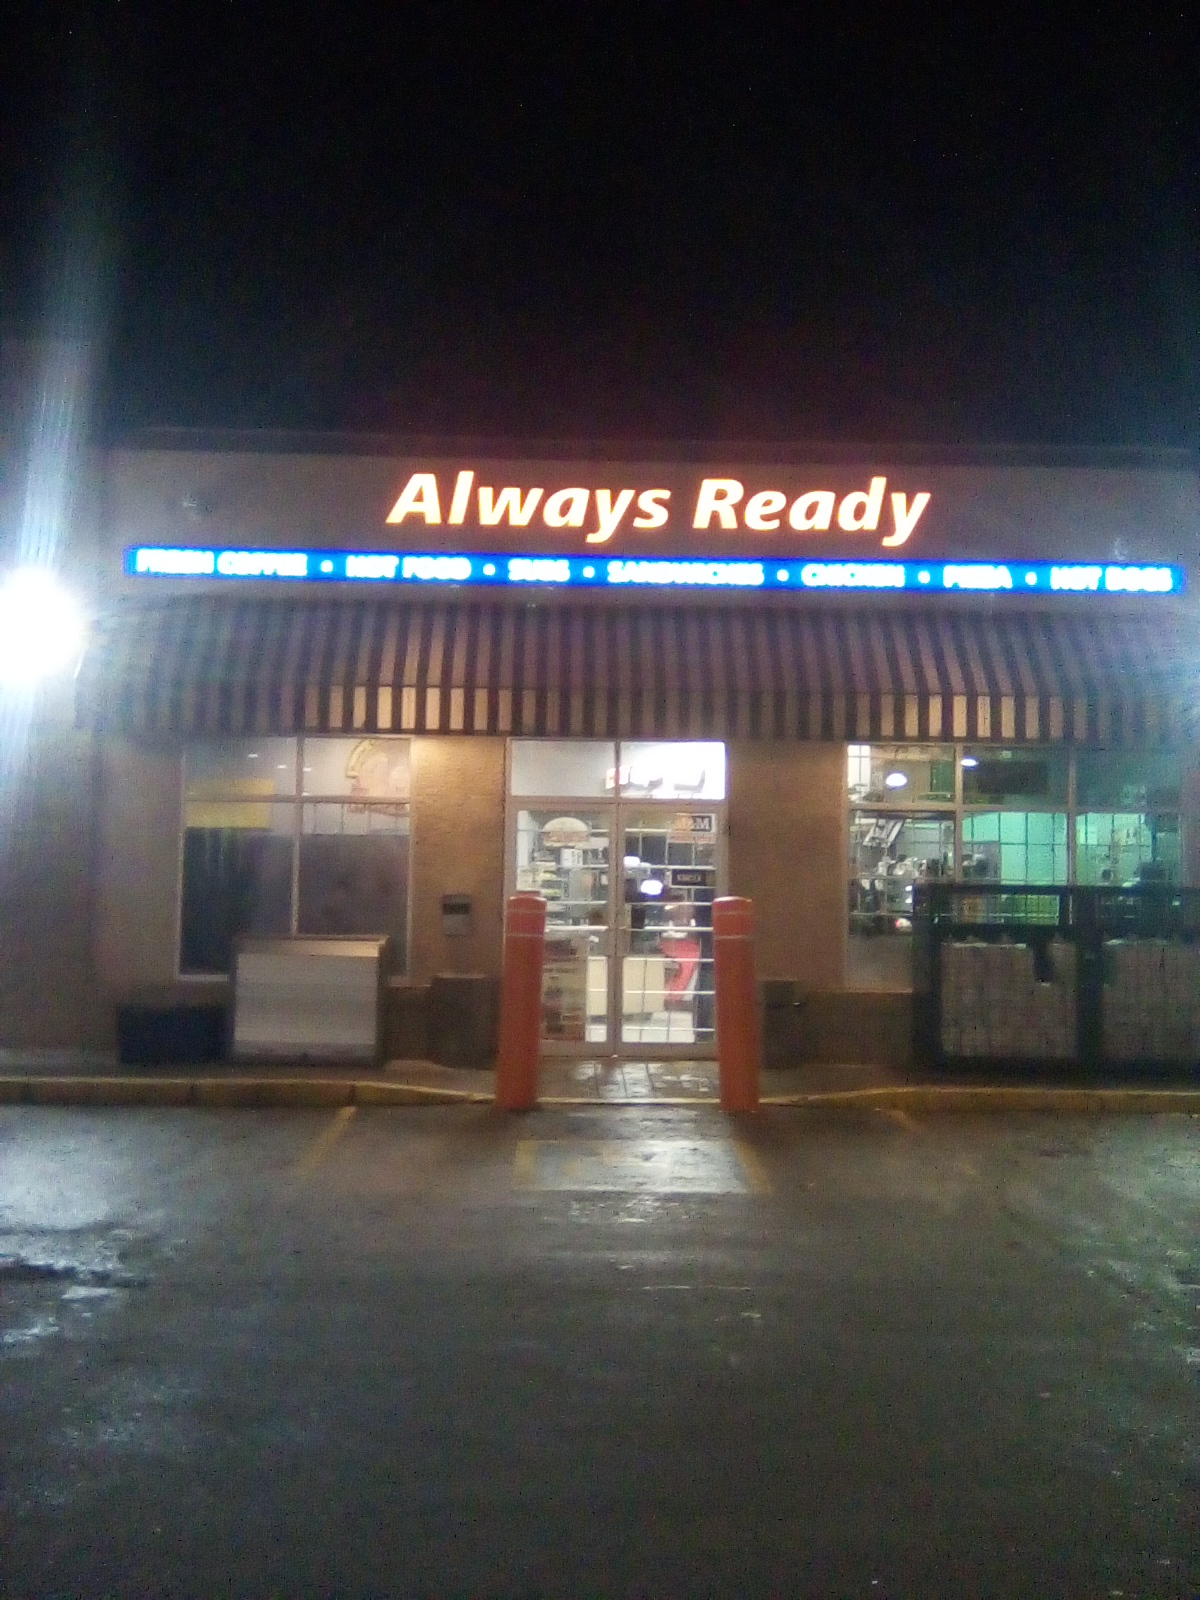 Always Ready
FRESH COFFEE • HOT FOOD • SUBS • SANDWICHES • CHICKEN • PIZZA • HOT DOGS